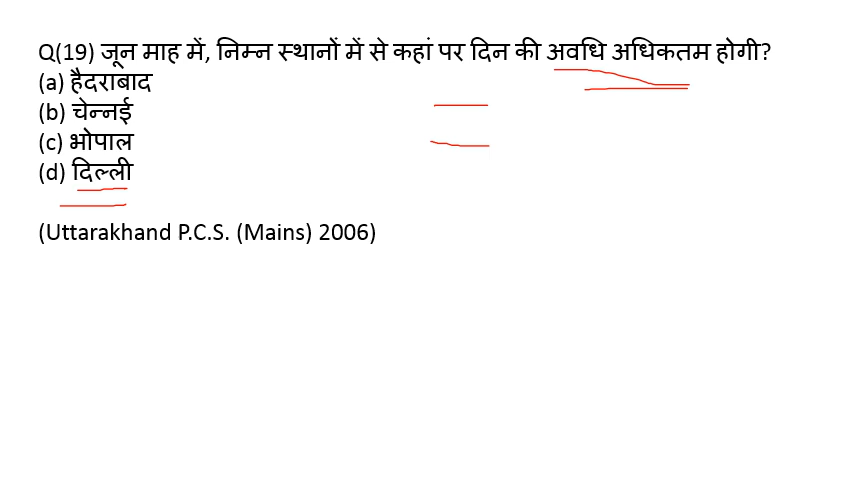 Q(19) जून माह में, निम्न स्थानों में से कहां पर दिन की अवधि अधिकतम होगी?
(a) हैदराबाद
(b) चेन्नई
(c) भोपाल
(d) दिल्ली
(Uttarakhand P.C.S. (Mains) 2006)